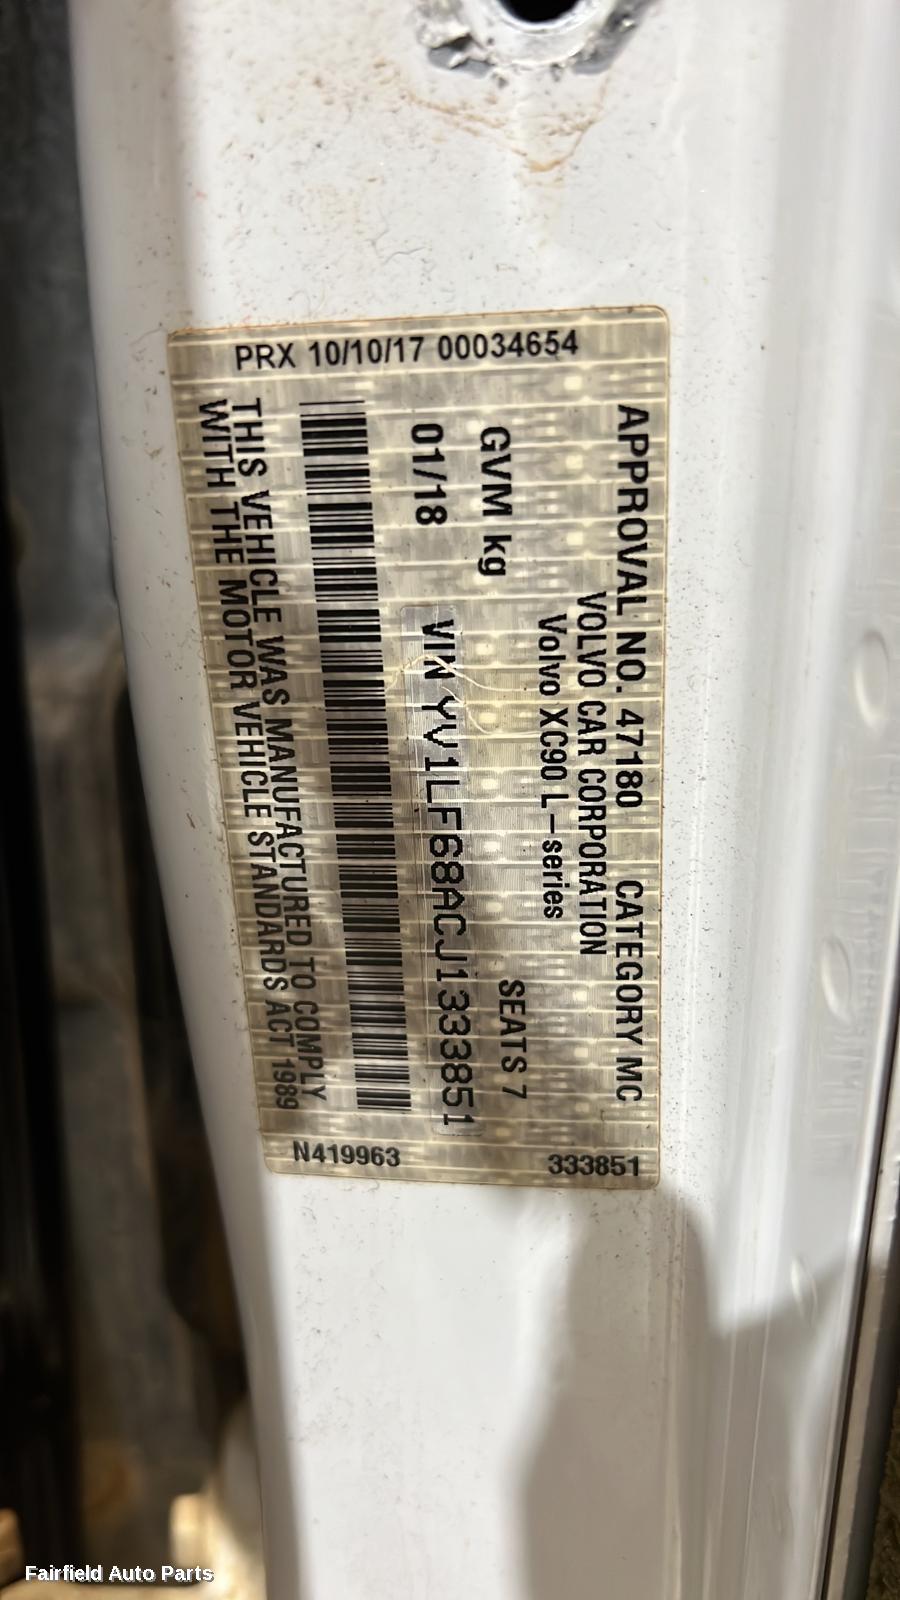 PRX 10/10/17 00034654
APPROVAL NO. 47180 CATEGORY MC
VOLVO CAR CORPORATION
Volvo XC90 L-series
GVM kg SEATS 7
01/18 VIN YV1LF68ACJ1333851
THIS VEHICLE WAS MANUFACTURED TO COMPLY
WITH THE MOTOR VEHICLE STANDARDS ACT 1989
N419963 333851
Fairfield Auto Parts